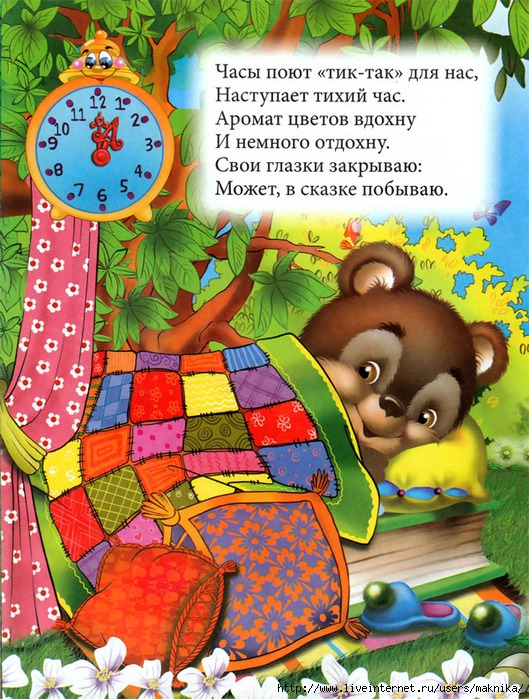 12
11
1
10
2
9
3
8
4
7
5
6
Часы поют «тик-так» для нас,
Наступает тихий час.
Аромат цветов вдохну
И немного отдохну.
Свои глазки закрываю:
Может, в сказке побываю.
http://www.liveinternet.ru/users/maknika/